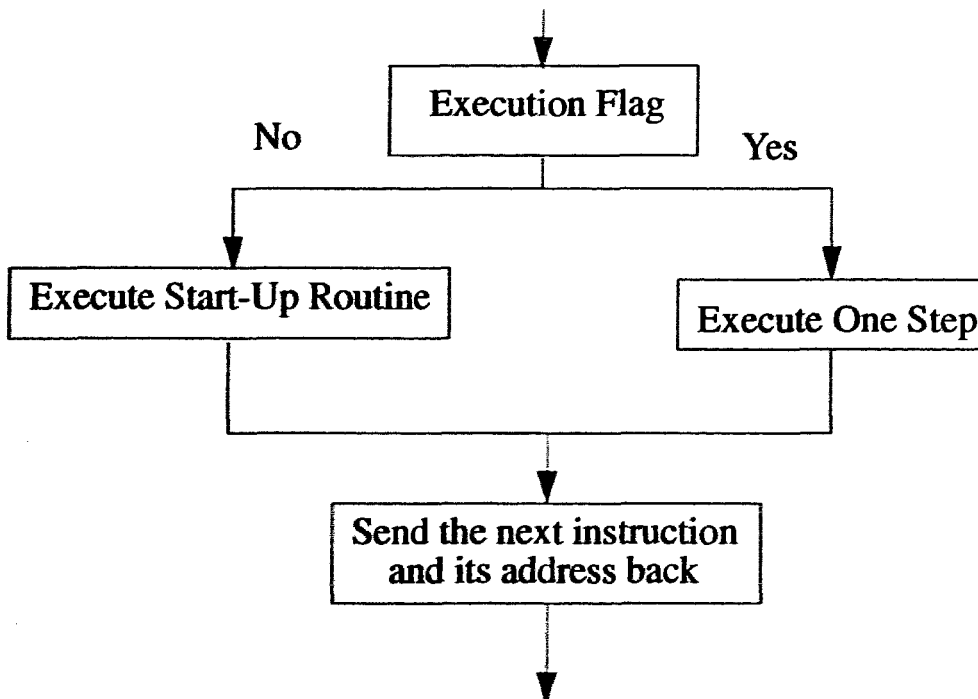 Execution Flag
No
Yes
Execute Start-Up Routine
Execute One Step
Send the next instruction
and its address back